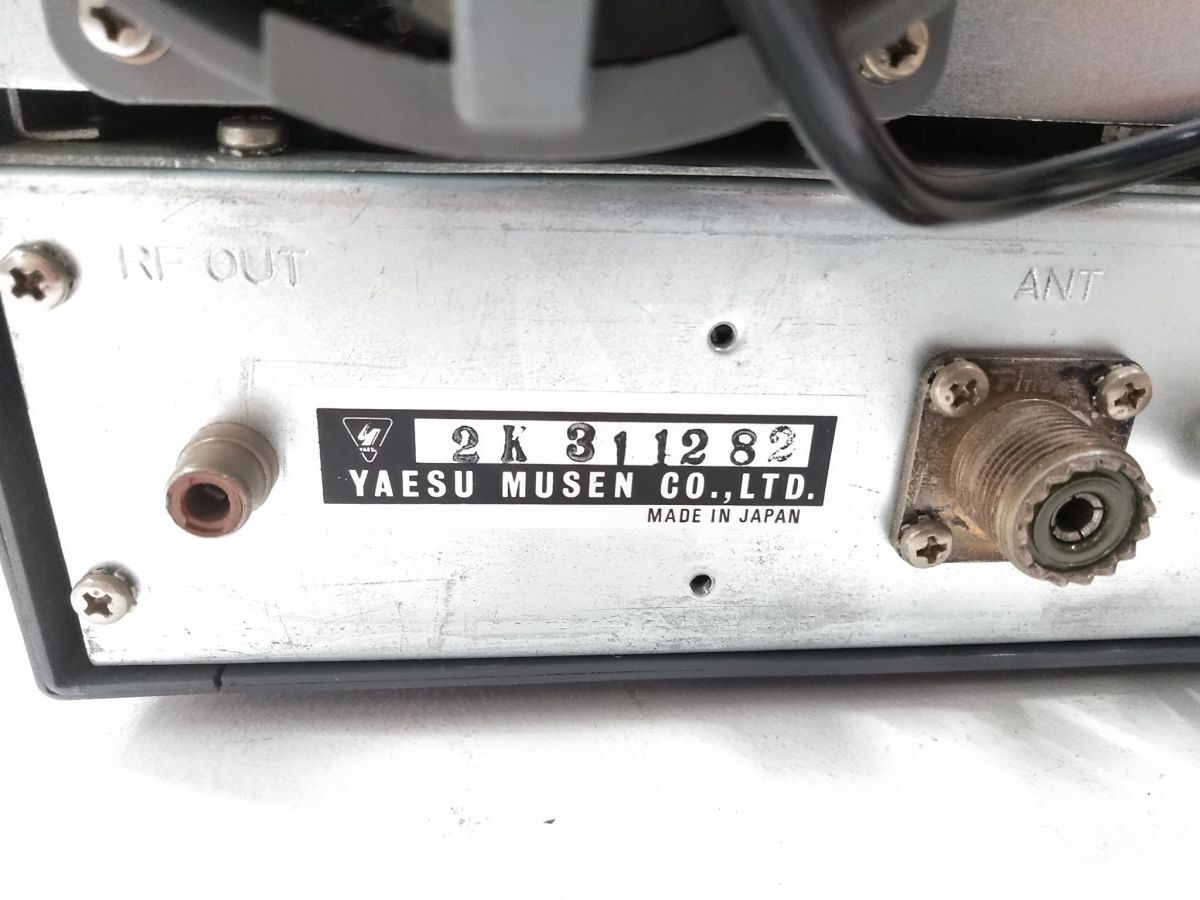 RF OUT
ANT
2K 311282
YAESU MUSEN CO.,LTD.
MADE IN JAPAN